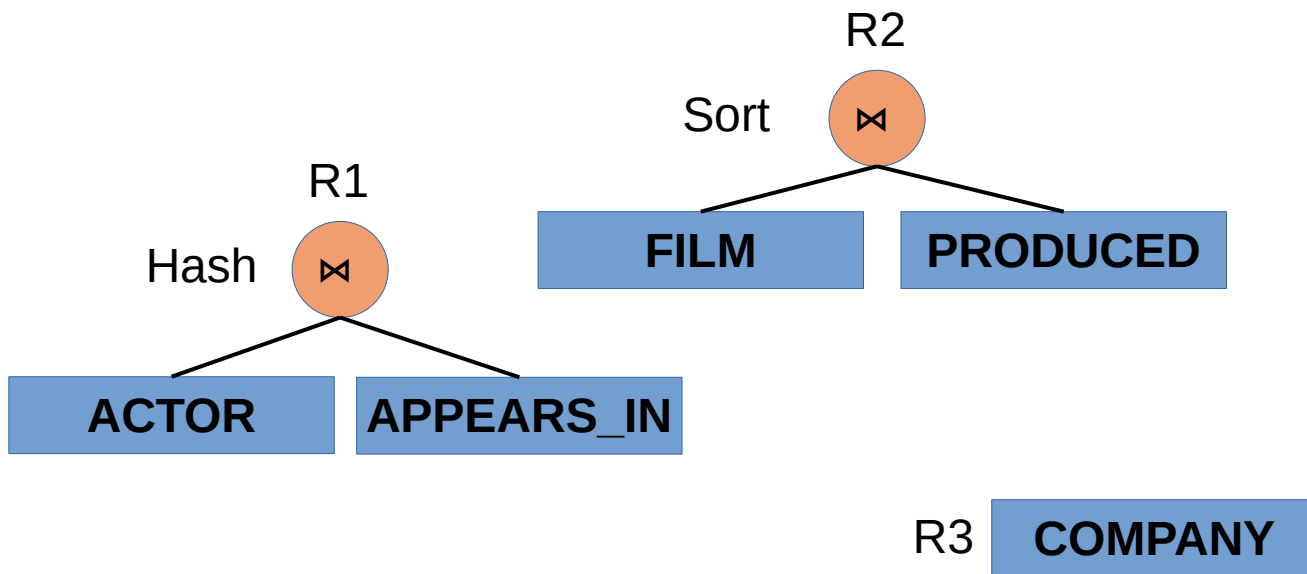 R2
Sort
⋈
R1
FILM
PRODUCED
Hash
⋈
ACTOR
APPEARS_IN
R3
COMPANY